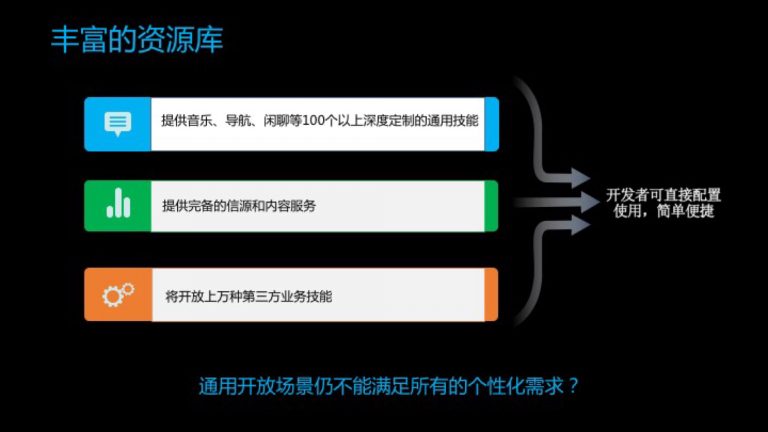 丰富的资源库
提供音乐、导航、闲聊等100个以上深度定制的通用技能
提供完备的信源和内容服务
将开放上万种第三方业务技能
开发者可直接配置
使用，简单便捷
通用开放场景仍不能满足所有的个性化需求？